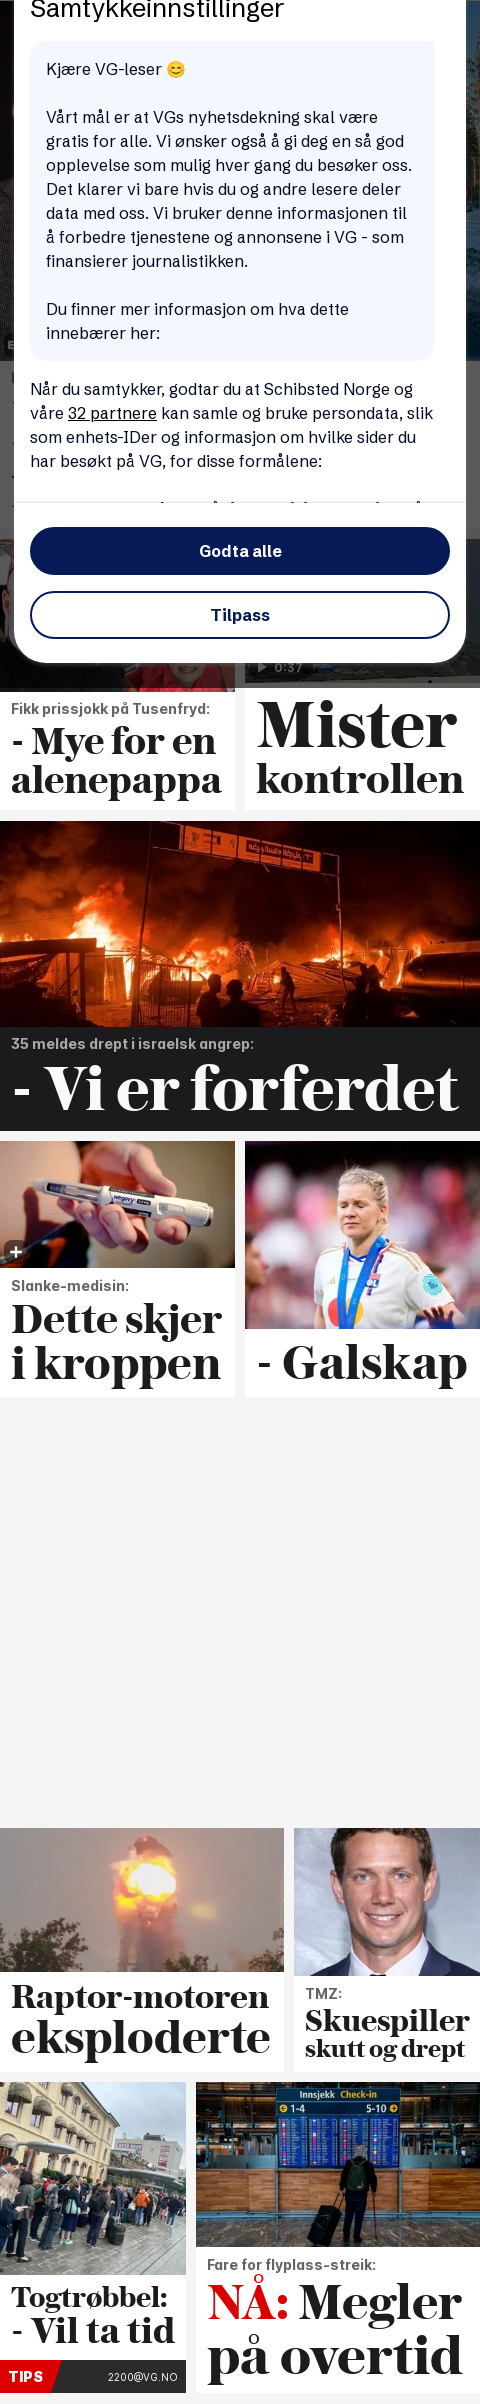 Samtykkeinnstillinger
Kjære VG-leser 😊
Vårt mål er at VGs nyhetsdekning skal være
gratis for alle. Vi ønsker også å gi deg en så god
opplevelse som mulig hver gang du besøker oss.
Det klarer vi bare hvis du og andre lesere deler
data med oss. Vi bruker denne informasjonen til
å forbedre tjenestene og annonsene i VG - som
finansierer journalistikken.
Du finner mer informasjon om hva dette
innebærer her:
Når du samtykker, godtar du at Schibsted Norge og
våre 32 partnere kan samle og bruke persondata, slik
som enhets-IDer og informasjon om hvilke sider du
har besøkt på VG, for disse formålene:
Godta alle
Tilpass
0:37
Fikk prissjokk på Tusenfryd:
- Mye for en
alenepappa
Mister
kontrollen
35 meldes drept i israelsk angrep:
- Vi er forferdet
wegovy
Slanke-medisin:
Dette skjer
i kroppen
- Galskap
Raptor-motoren
eksploderte
TMZ:
Skuespiller
skutt og drept
Togtrøbbel:
- Vil ta tid
TIPS 2200@VG.NO
Innsjekk Check-in
1-4 5-10
Fare for flyplass-streik:
NÅ: Megler
på overtid